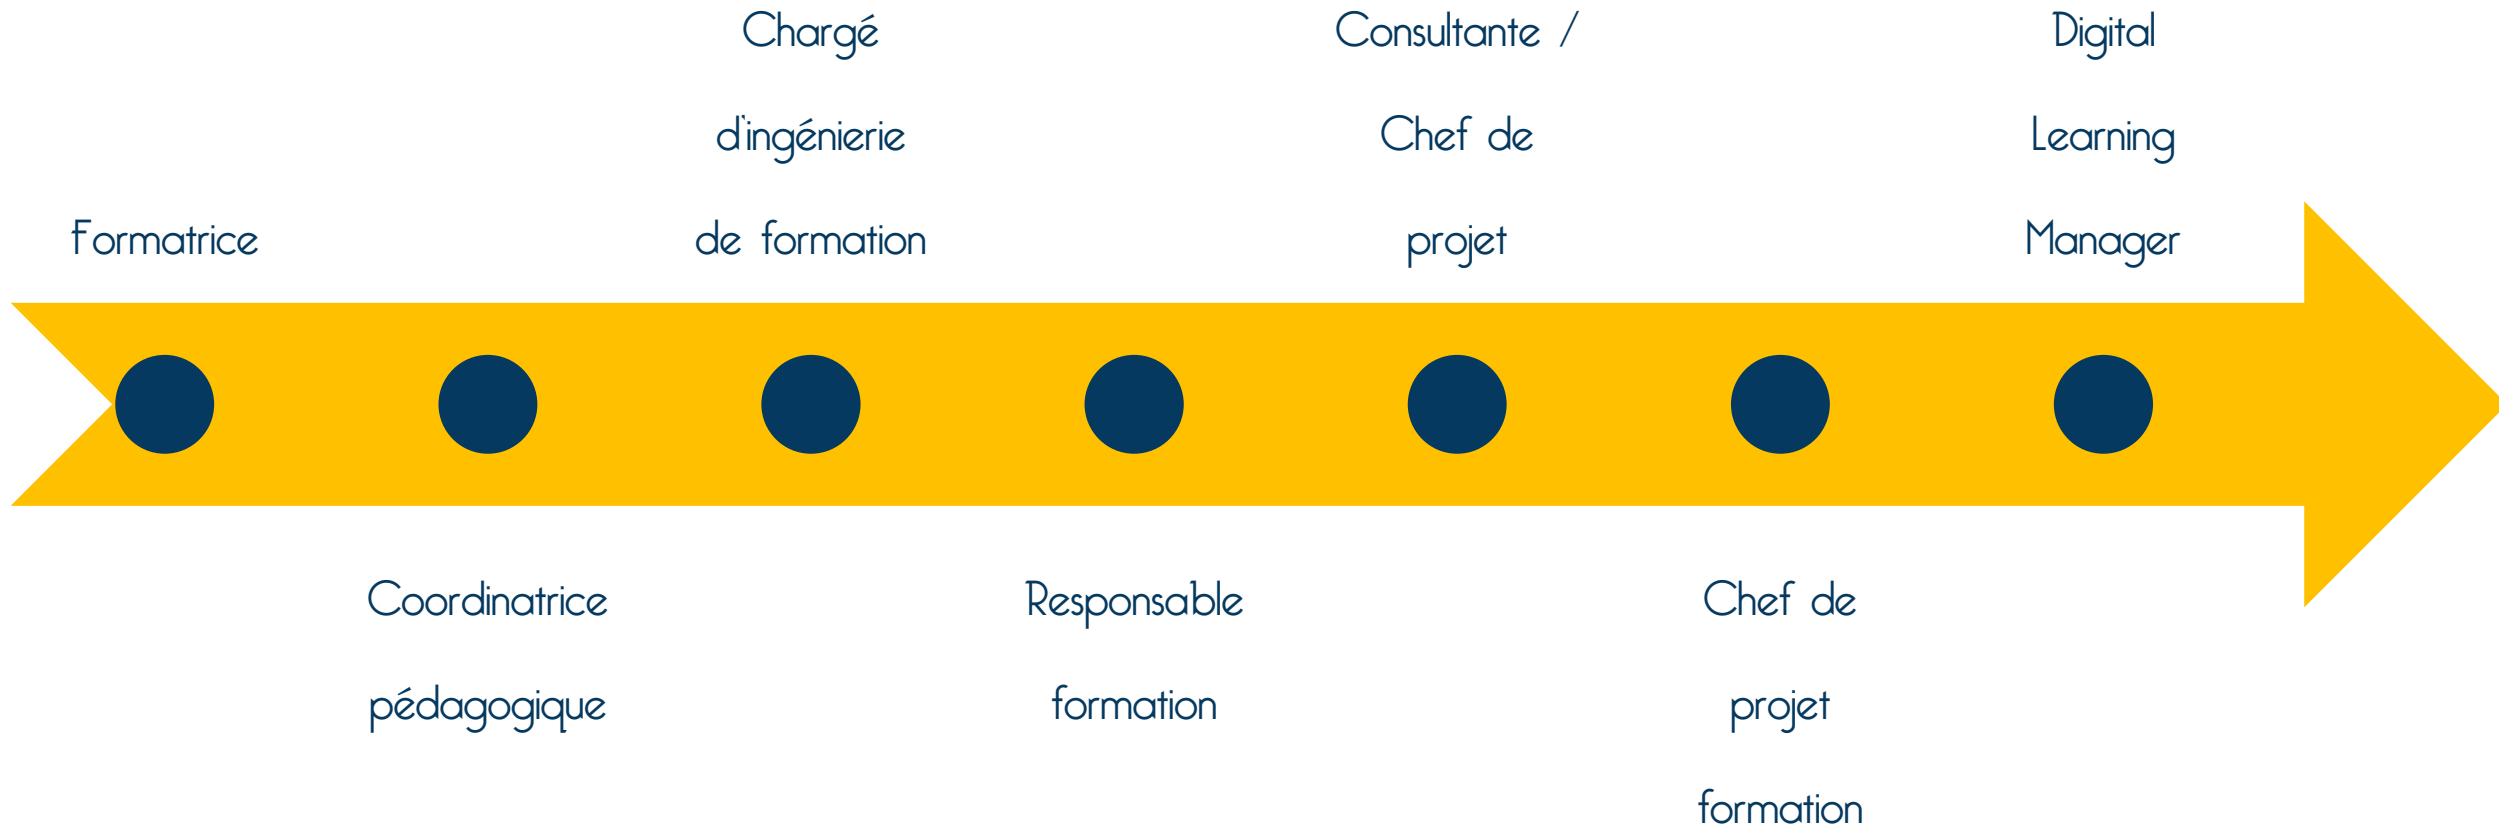 Formatrice
Coordinatrice
pédagogique
Chargé
d'ingénierie
de formation
Responsable
formation
Consultante /
Chef de
projet
Chef de
projet
formation
Digital
Learning
Manager